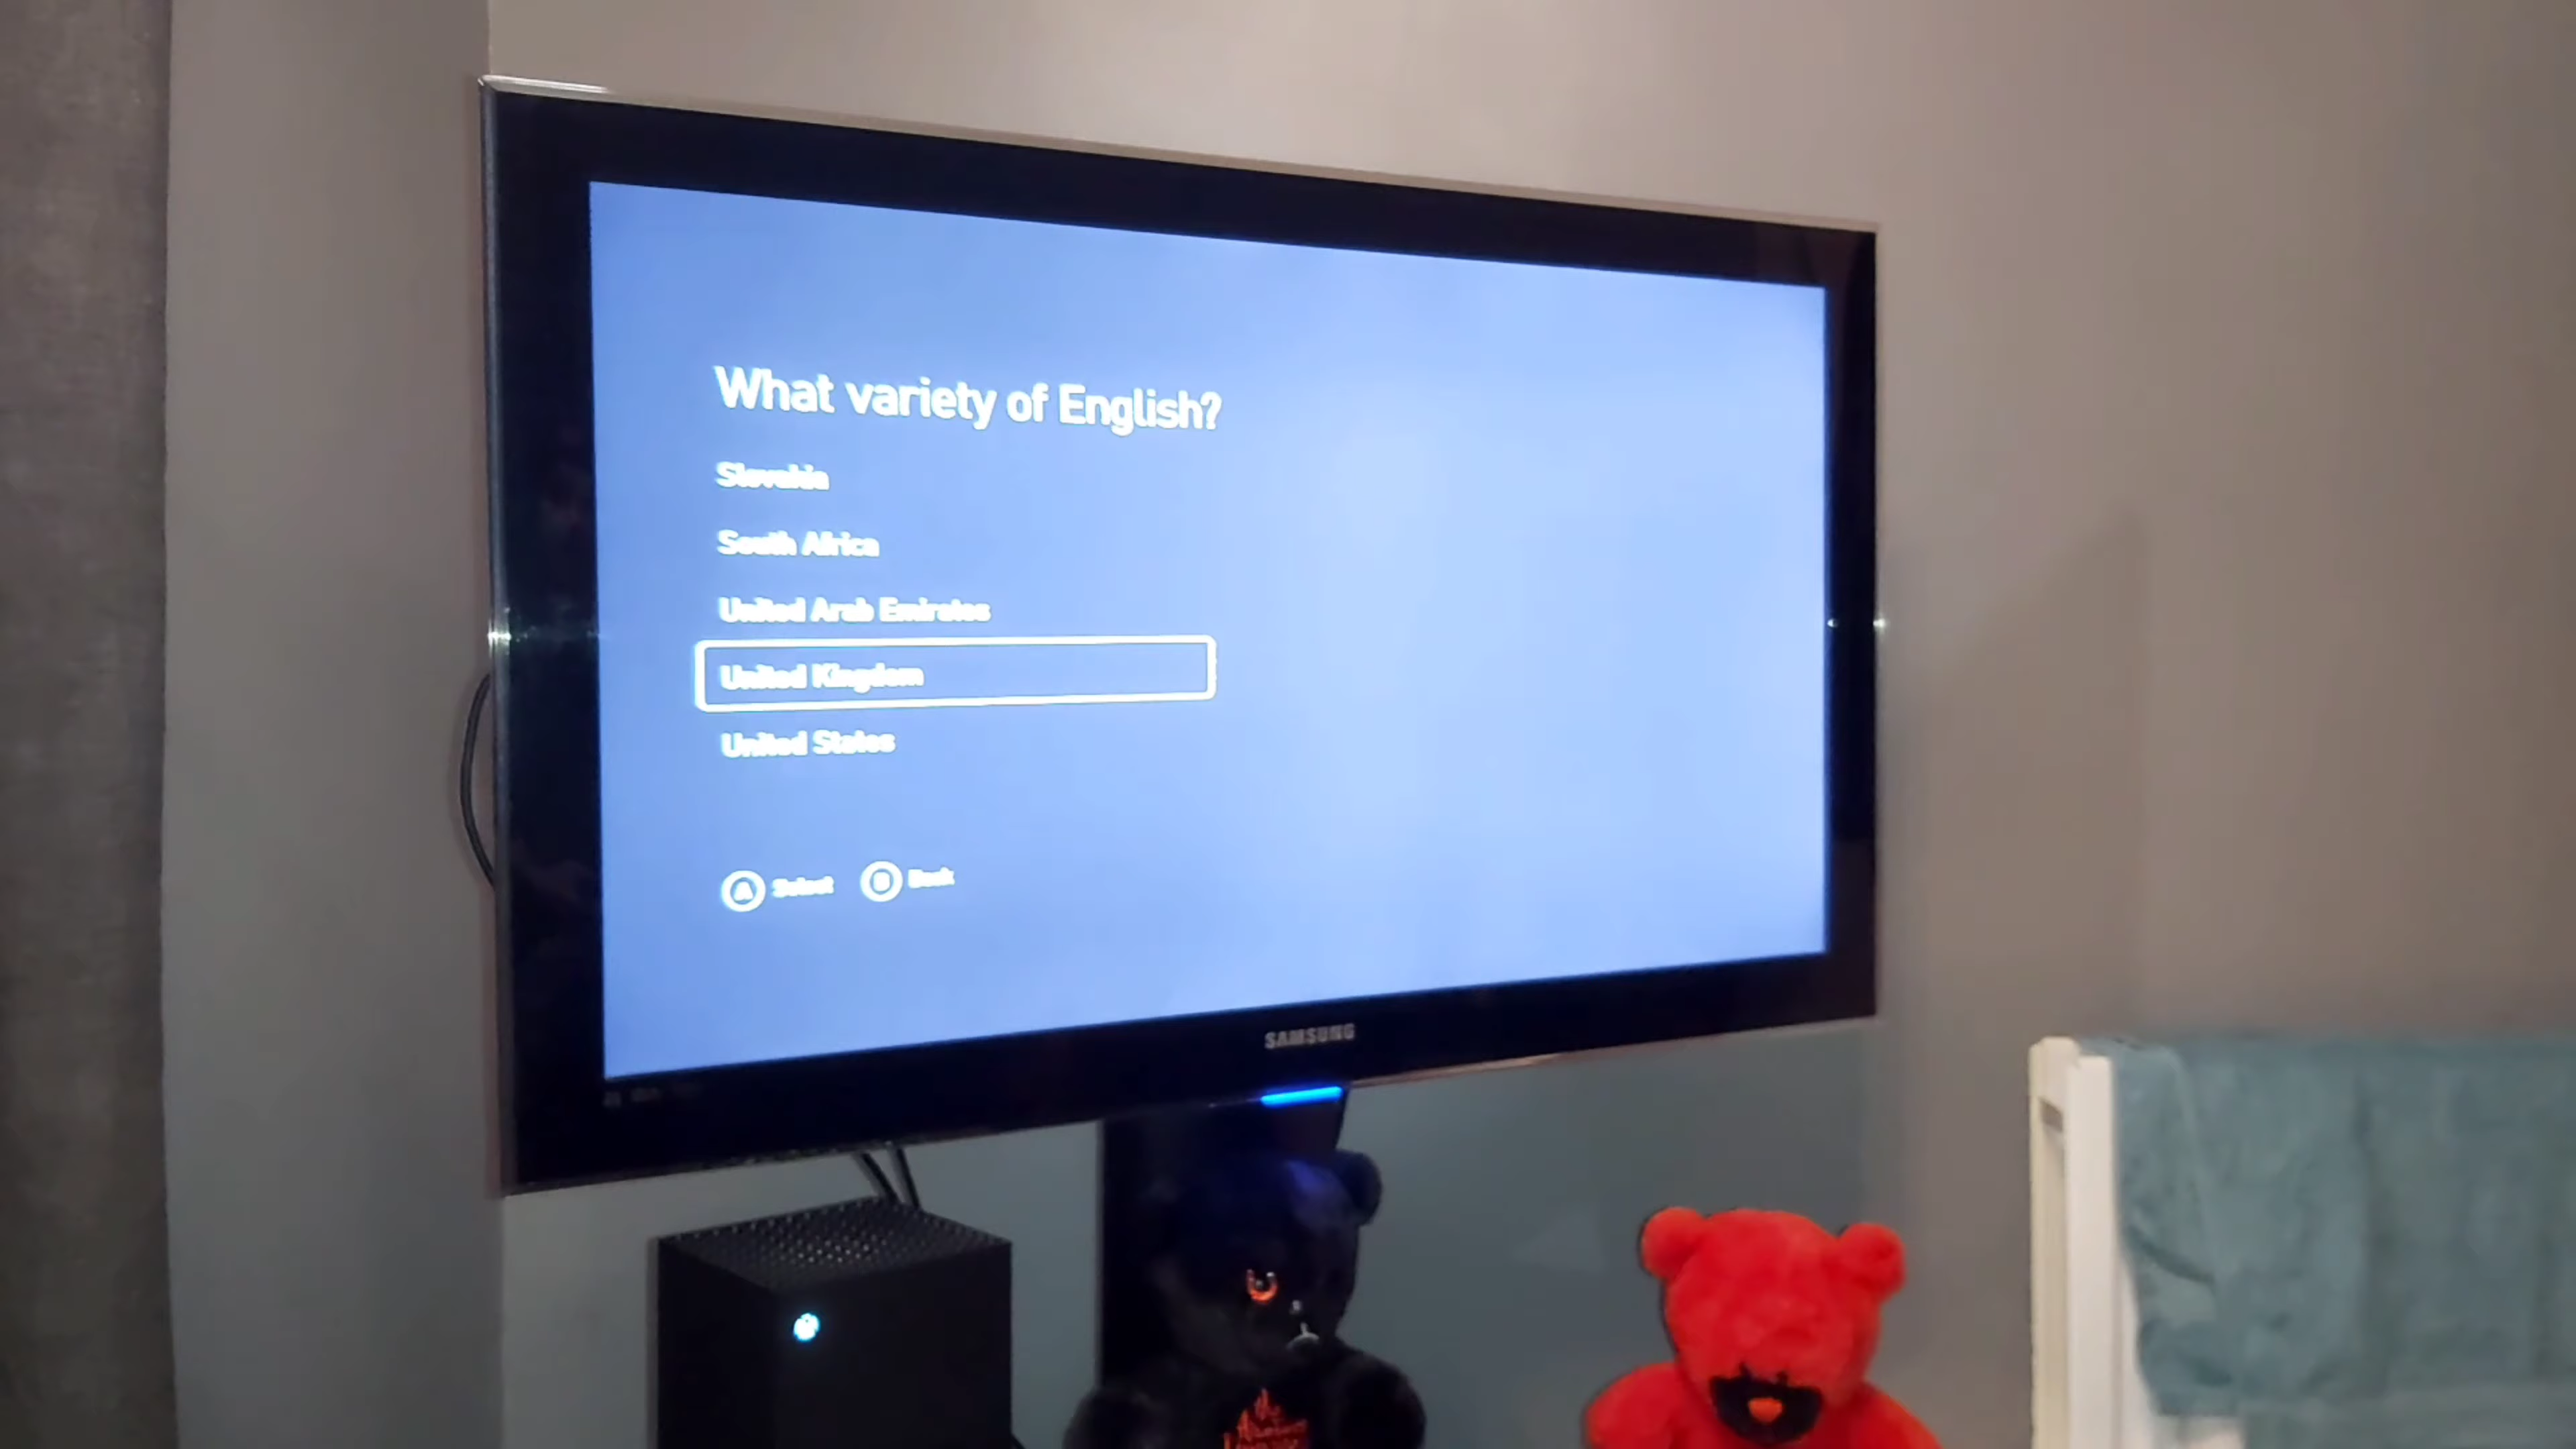 What variety of English?
Slovakia
South Africa
United Arab Emirates
United Kingdom
United States
A Select B Back
SAMSUNG